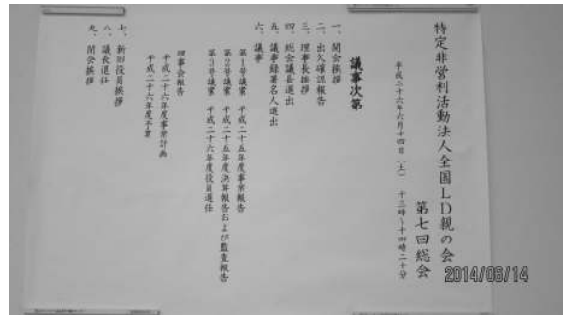 特定非営利活動法人全国LD親の会
第七回総会
平成二十六年六月十四日（土）　十三時～十四時二十分
議事次第
一、開会挨拶
二、出欠確認報告
三、理事長挨拶
四、総会議長選出
五、議事録署名人選出
六、議事
第1号議案　平成二十五年度事業報告
第2号議案　平成二十五年度決算報告および監査報告
第3号議案　平成二十六年度役員選任
理事会報告
平成二十六年度事業計画
平成二十六年度予算
七、新旧役員挨拶
八、議長退任
九、閉会挨拶
2014/06/14